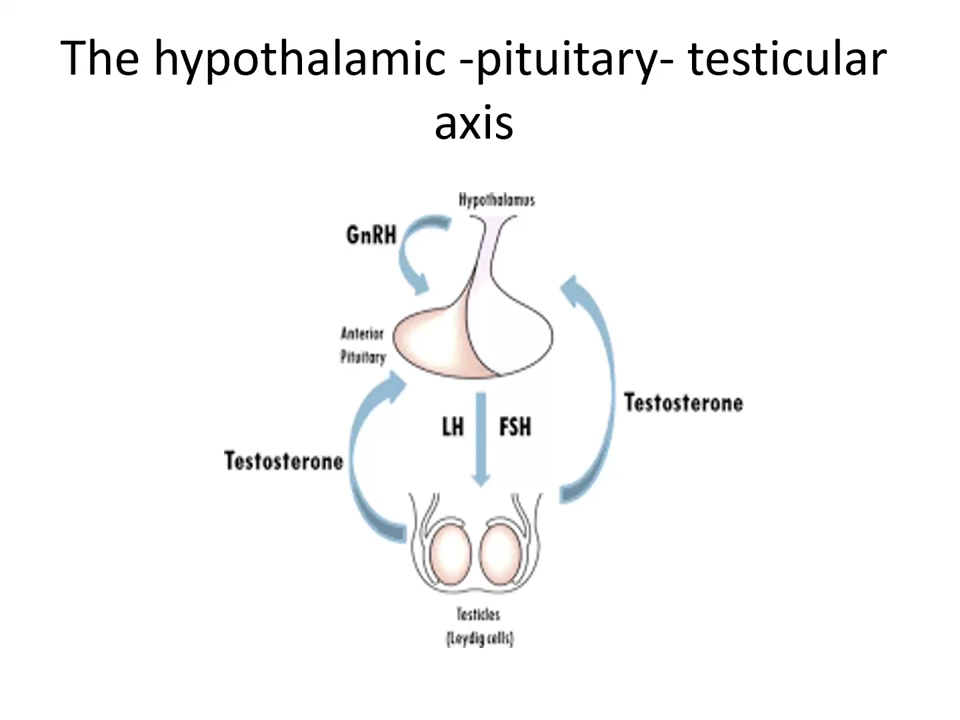 The hypothalamic -pituitary- testicular
axis
Hypothalamus
GnRH
Anterior
Pituitary
LH
FSH
Testosterone
Testosterone
Testicles
(Leydig cells)